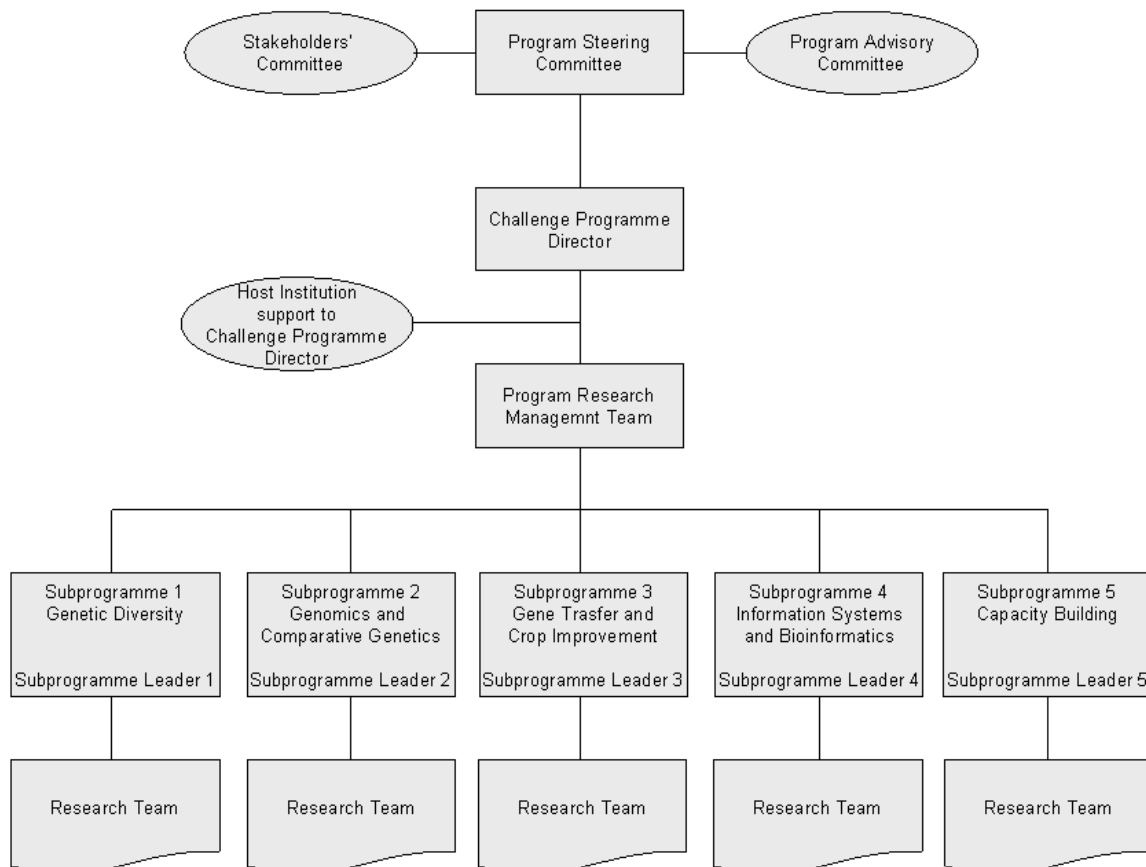 Stakeholders'
Committee
Program Steering
Committee
Program Advisory
Committee
Challenge Programme
Director
Host Institution
support to
Challenge Programme
Director
Program Research
Managemnt Team
Subprogramme 1
Genetic Diversity
Subprogramme Leader 1
Subprogramme 2
Genomics and
Comparative Genetics
Subprogramme Leader 2
Subprogramme 3
Gene Trasfer and
Crop Improvement
Subprogramme Leader 3
Subprogramme 4
Information Systems
and Bioinformatics
Subprogramme Leader 4
Subprogramme 5
Capacity Building
Subprogramme Leader 5
Research Team
Research Team
Research Team
Research Team
Research Team